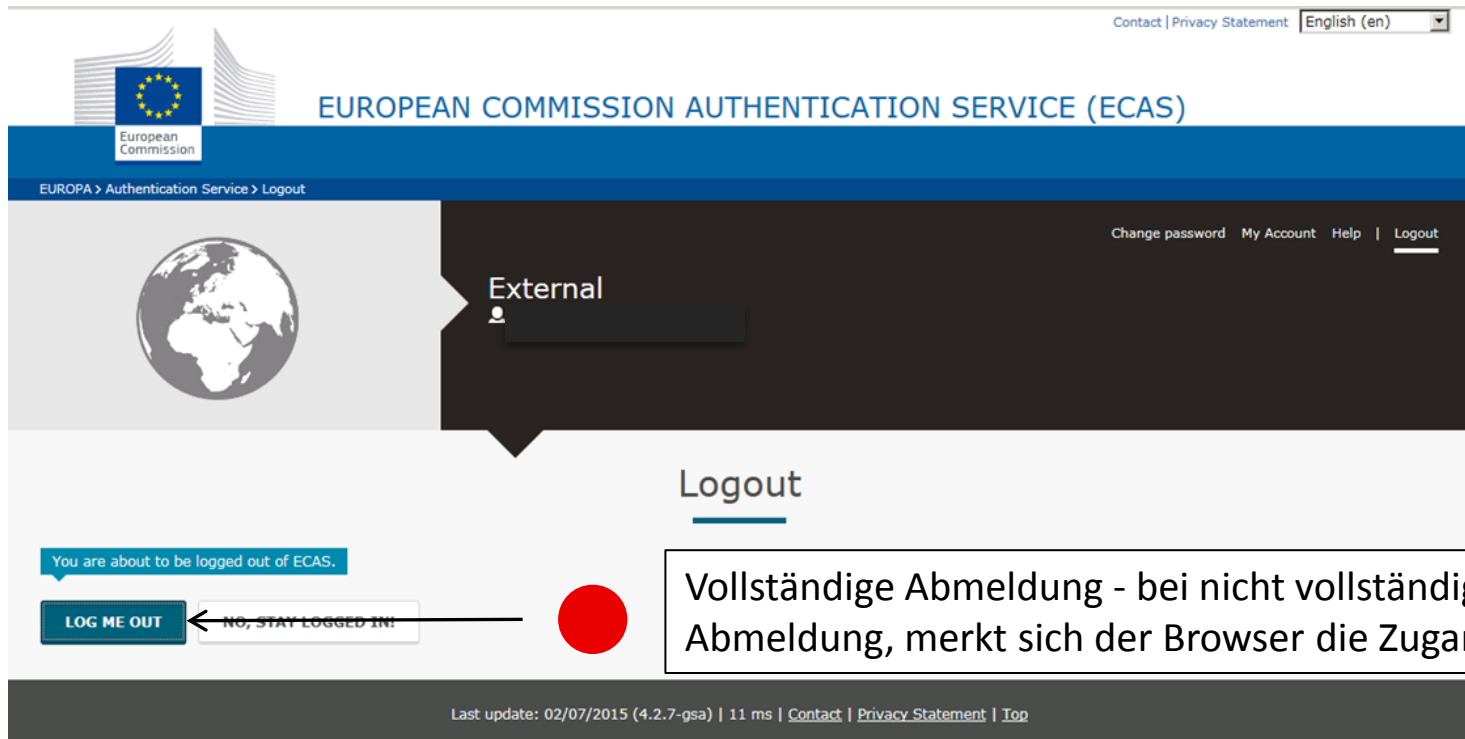 Contact | Privacy Statement English (en)
European
Commission
EUROPEAN COMMISSION AUTHENTICATION SERVICE (ECAS)
EUROPA > Authentication Service > Logout
Change password My Account Help | Logout
External
Logout
You are about to be logged out of ECAS.
LOG ME OUT
NO, STAY LOGGED IN!
Vollständige Abmeldung - bei nicht
Abmeldung, merkt sich der Browser die
Last update: 02/07/2015 (4.2.7-gsa) | 11 ms | Contact | Privacy Statement | Top